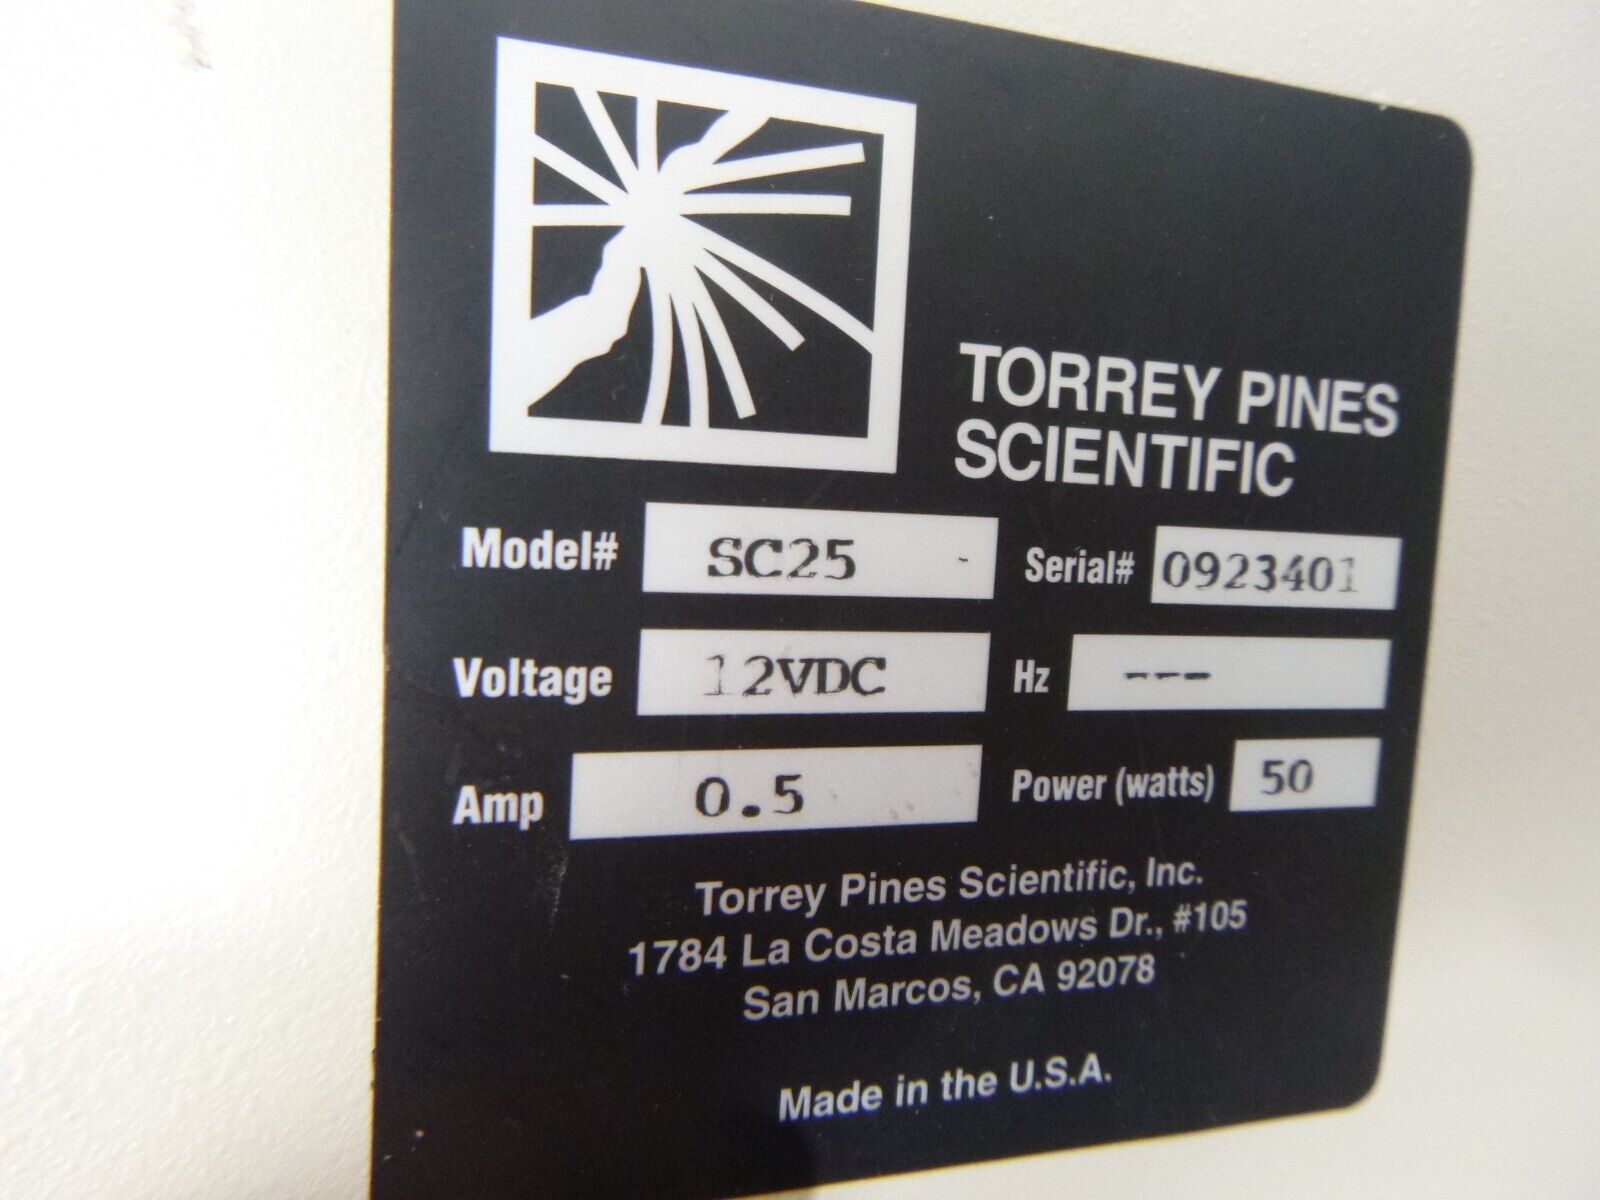 TORREY PINES
SCIENTIFIC
Model# SC25 - Serial# 0923401
Voltage 12VDC Hz ---
Amp 0.5 Power (watts) 50
Torrey Pines Scientific, Inc.
1784 La Costa Meadows Dr., #105
San Marcos, CA 92078
Made in the U.S.A.